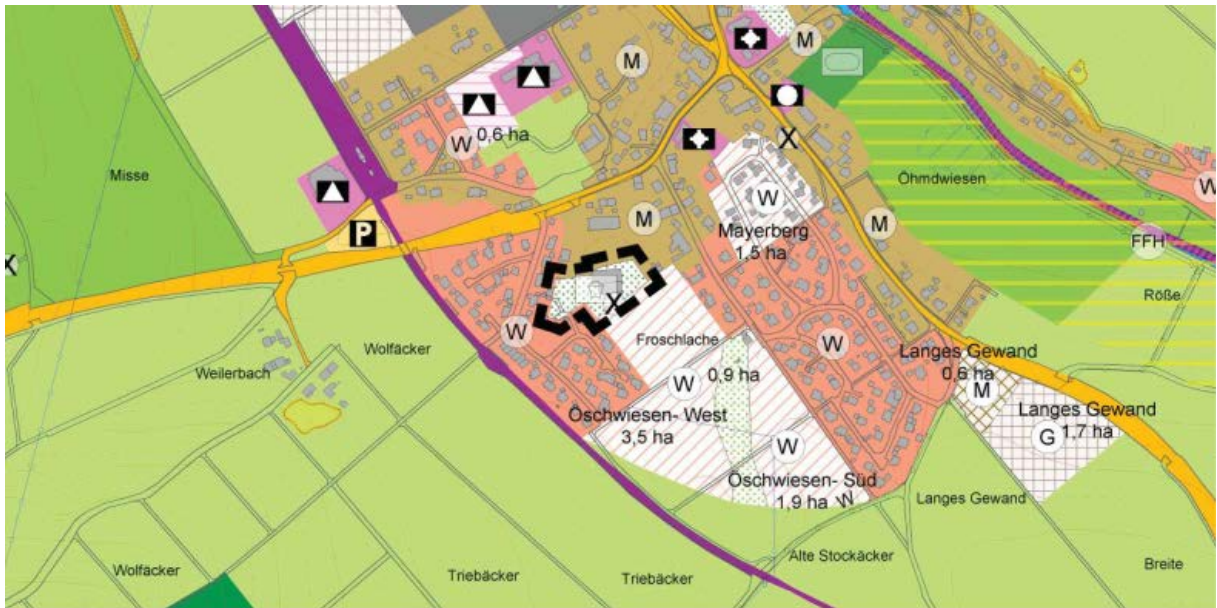 M
M
W
0,6 ha
X
Misse
Öhmdwiesen
W
W
P
M
Mayerberg
1,5 ha
M
FFH
X
X
Röße
W
Froschlache
Wolfäcker
W
Langes Gewand
0,6 ha
M
Weilerbach
0,9 ha
W
Öschwiesen- West
3,5 ha
Langes Gewand
1,7 ha
G
W
Öschwiesen- Süd
1,9 ha
W
Langes Gewand
Alte Stockäcker
Wolfäcker
Triebäcker
Triebäcker
Breite